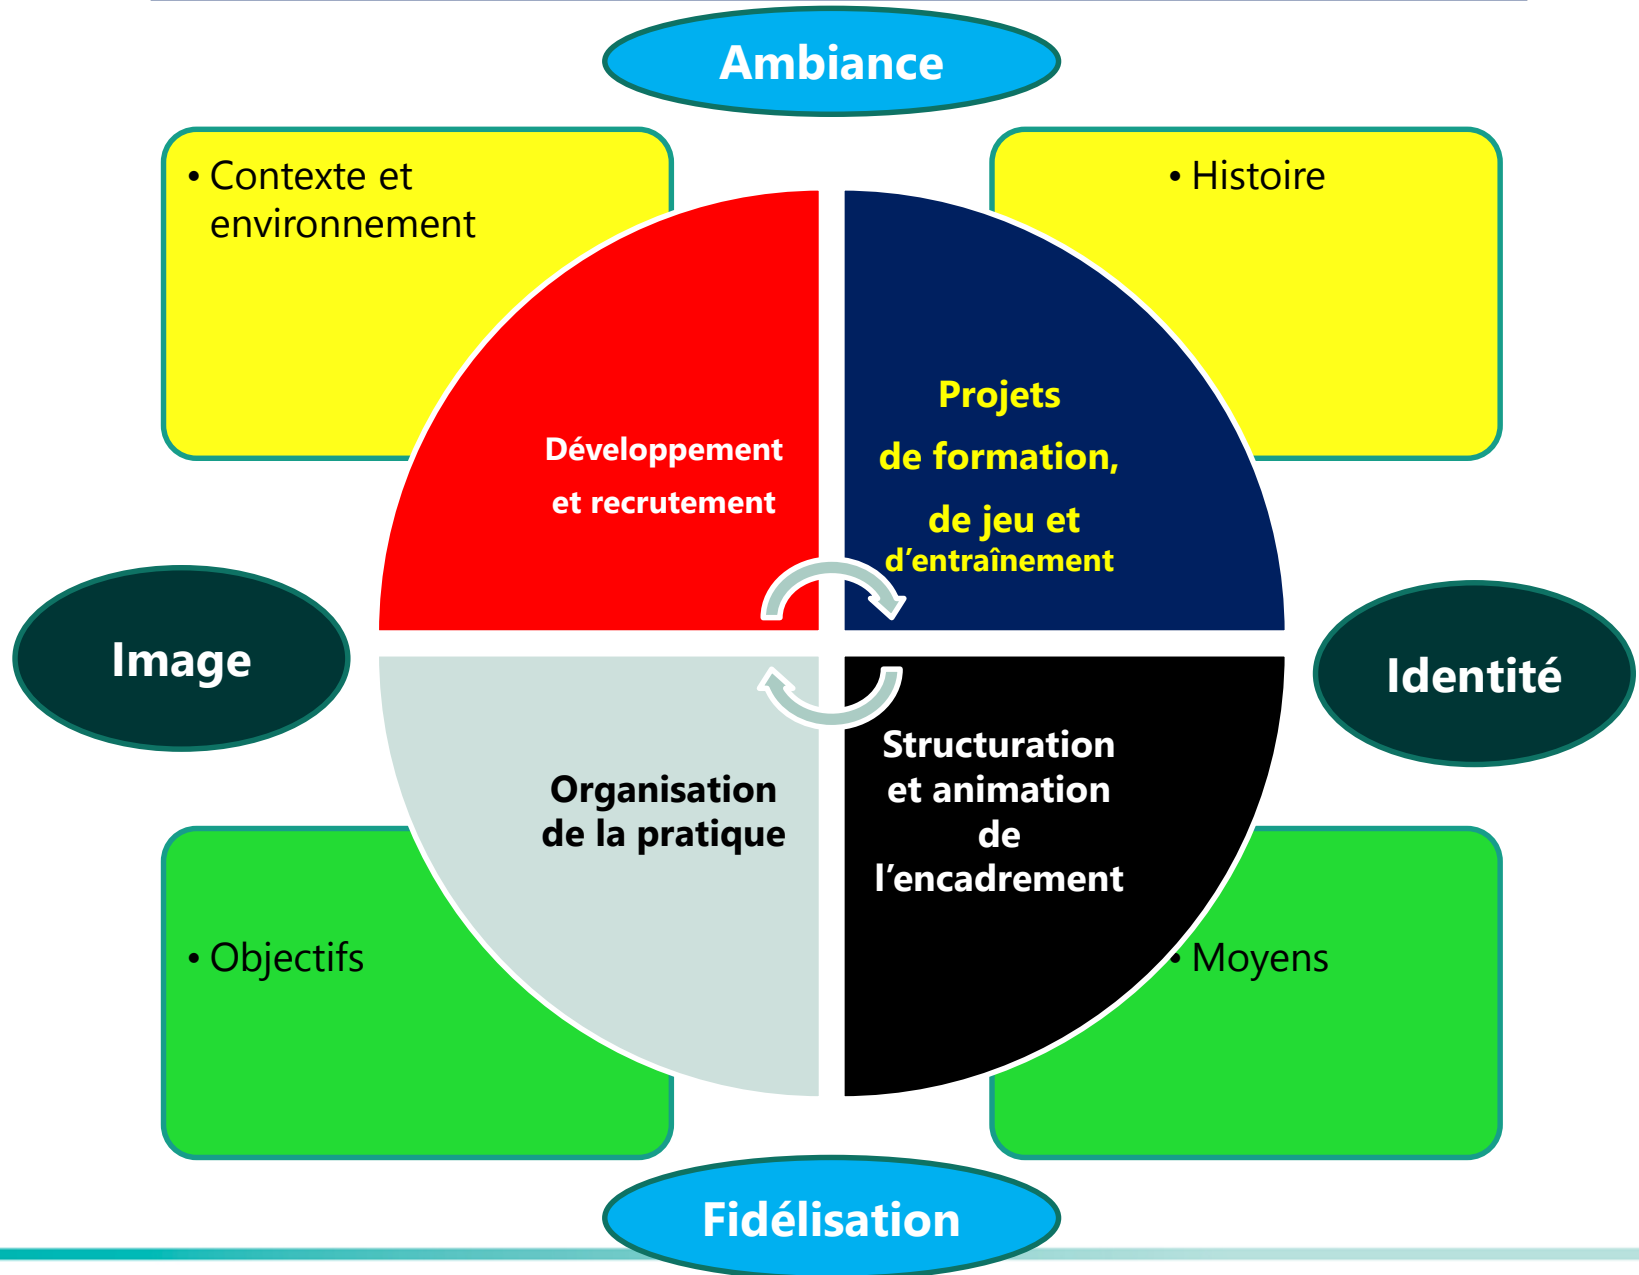 Ambiance
• Contexte et
environnement
• Histoire
Développement
et recrutement
Projets
de formation,
de jeu et
d’entraînement
Image
Identité
Organisation
de la pratique
Structuration
et animation
de
l’encadrement
• Objectifs
• Moyens
Fidélisation